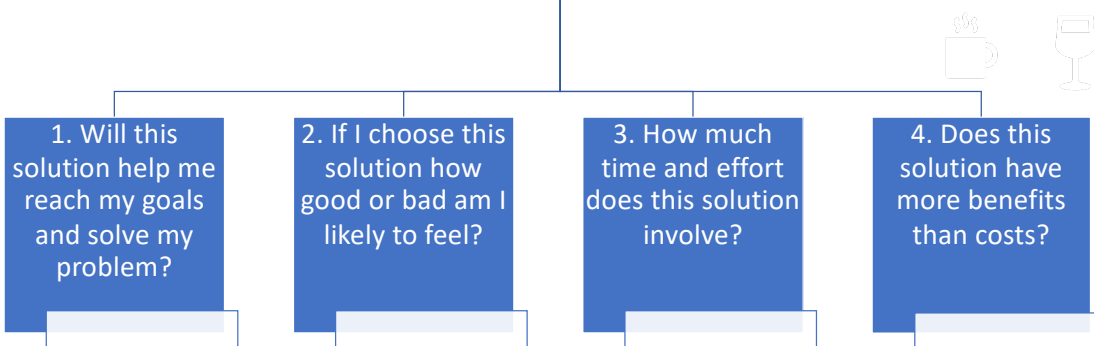 1. Will this
solution help me
reach my goals
and solve my
problem?
2. If I choose this
solution how
good or bad am I
likely to feel?
3. How much
time and effort
does this solution
involve?
4. Does this
solution have
more benefits
than costs?